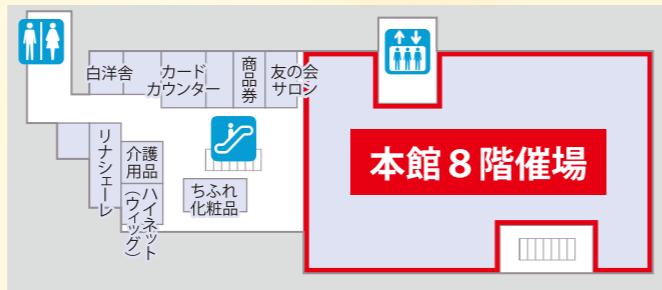 白洋舎
カード
カウンター
商品券
友の会
サロン
本館8階催場
リナシェーレ
介護
用品
ハイネット
(ウィッグ)
ちふれ
化粧品